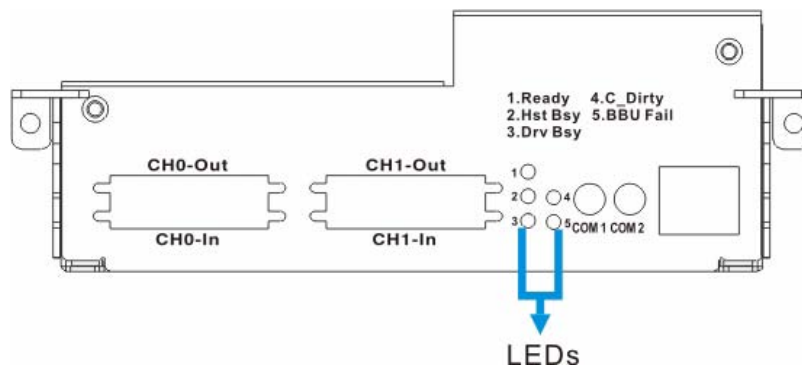 1.Ready 4.C_Dirty
2.Hst Bsy 5.BBU Fail
3.Drv Bsy
CH0-Out
CH1-Out
1
2
4
3
5
COM 1 COM 2
CH0-In
CH1-In
LEDs